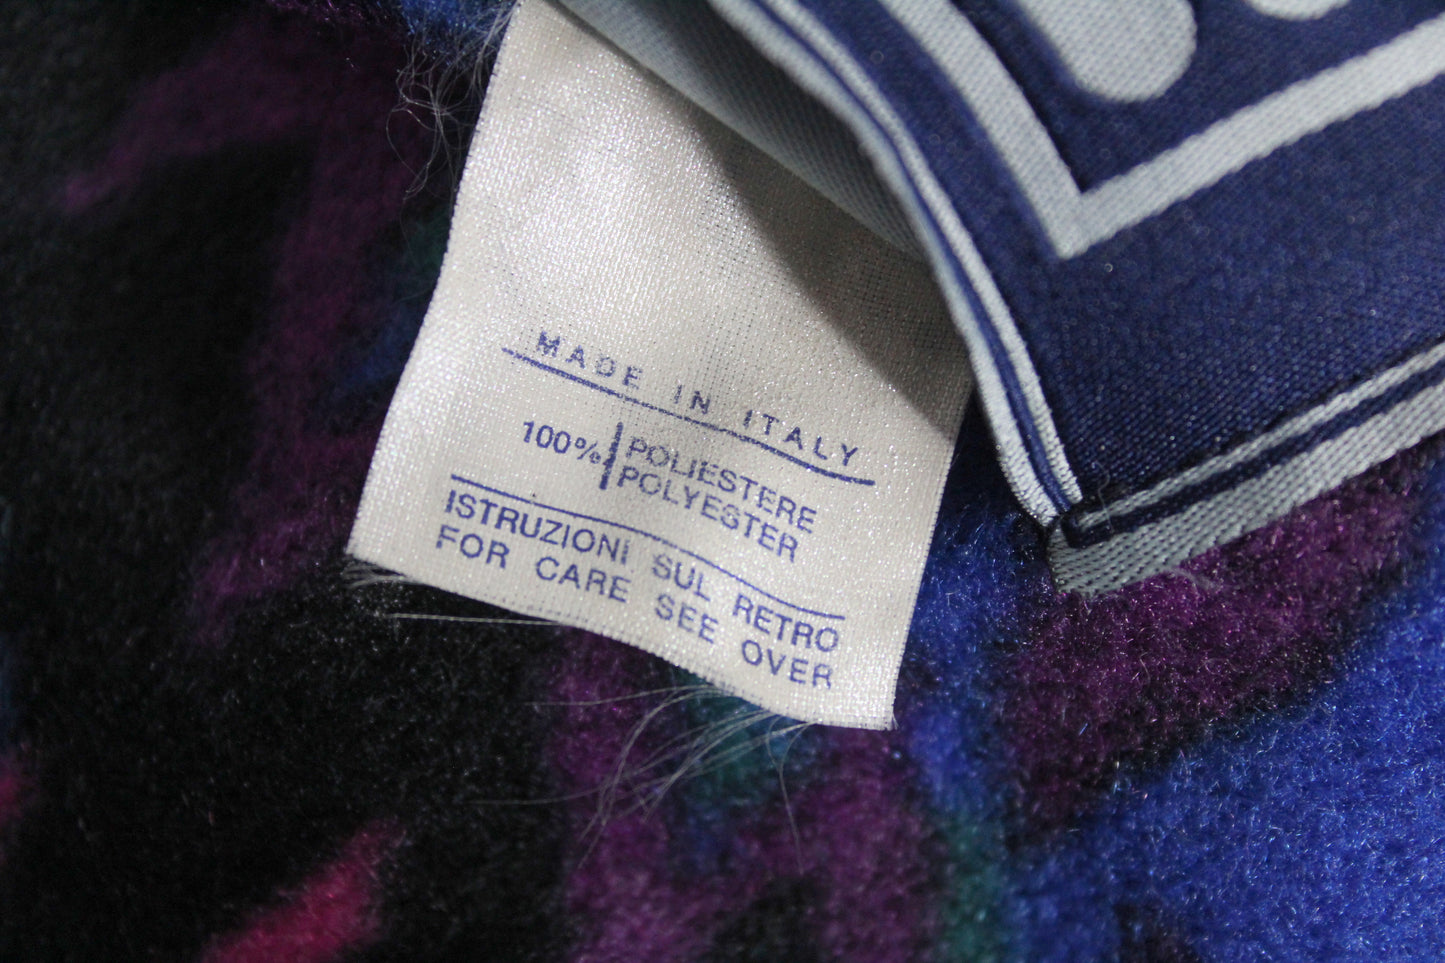 MADE IN ITALY
100% POLIESTERE
POLYESTER
ISTRUZIONI SUL RETRO
FOR CARE SEE OVER